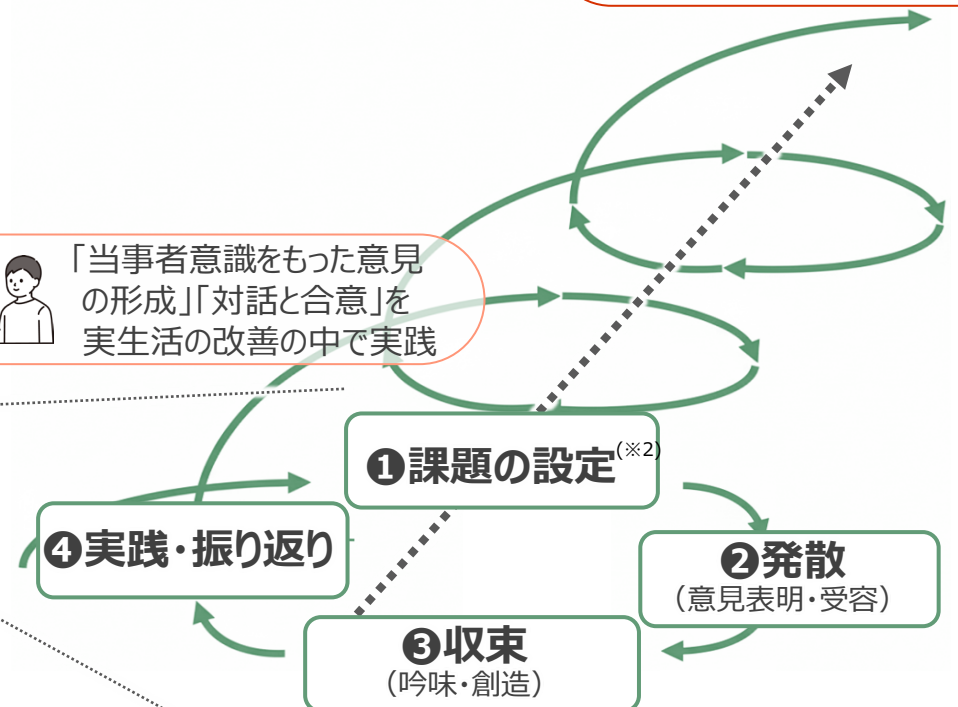 「当事者意識をもった意見
の形成」「対話と合意」を
実生活の改善の中で実践
❶課題の設定(※2)
❹実践・振り返り
❷発散
（意見表明・受容）
❸収束
（吟味・創造）